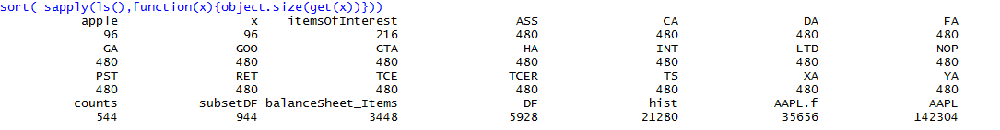 sort( sapply(ls(),function(x){object.size(get(x))}))
apple x itemsOfInterest ASS CA DA FA
96 96 216 480 480 480 480
GA GOO GTA HA INT LTD NOP
480 480 480 480 480 480 480
PST RET TCE TCER TS XA YA
480 480 480 480 480 480 480
counts subsetDF balanceSheet_Items DF hist AAPL.f AAPL
544 944 3448 5928 21280 35656 142304